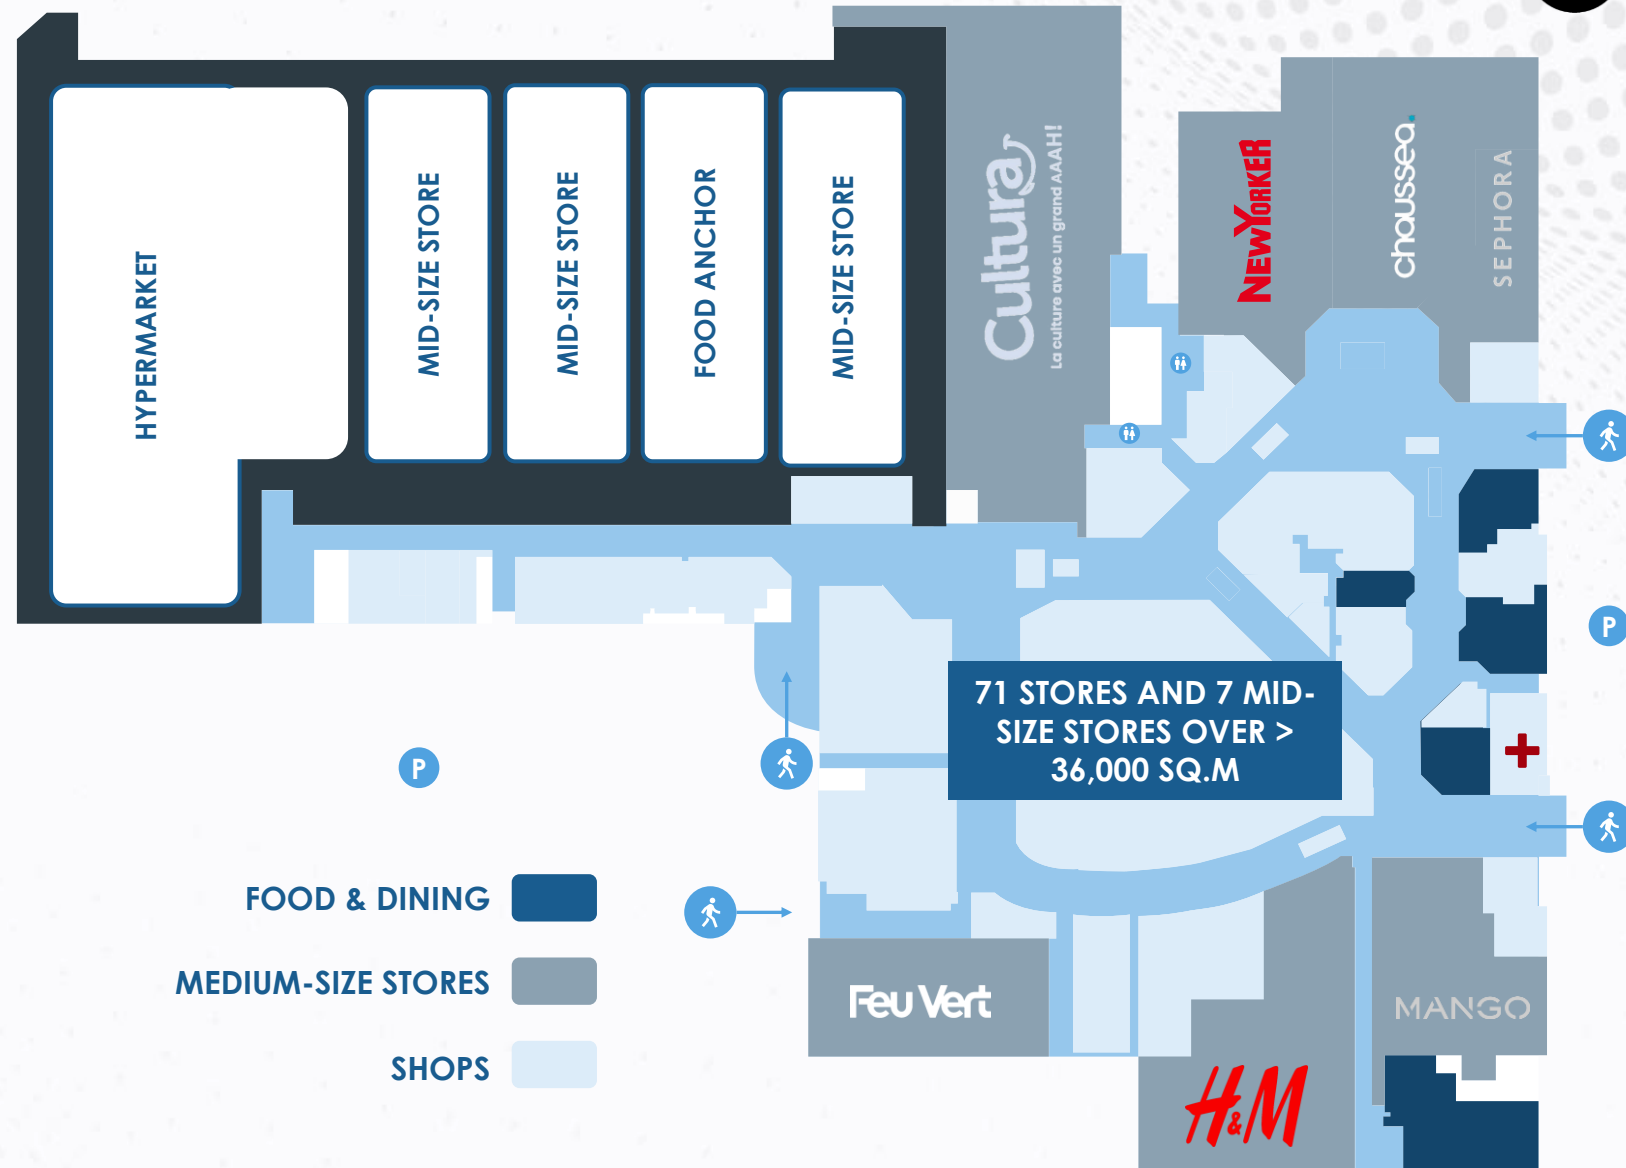 HYPERMARKET
MID-SIZE STORE
MID-SIZE STORE
FOOD ANCHOR
MID-SIZE STORE
Cultura
La culture avec un grand AAAH!
NEWYORKER
chaussea.
SEPHORA
71 STORES AND 7 MID-
SIZE STORES OVER >
36,000 SQ.M
P
P
FOOD & DINING
MEDIUM-SIZE STORES
SHOPS
Feu Vert
MANGO
H&M